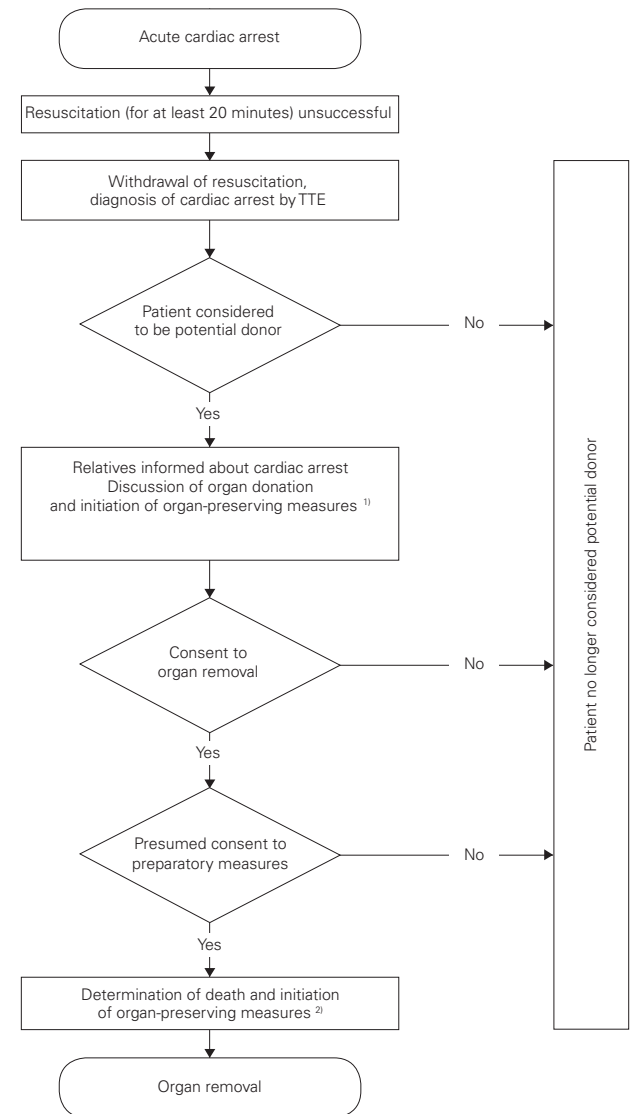 Acute cardiac arrest
Resuscitation (for at least 20 minutes) unsuccessful
Withdrawal of resuscitation,
diagnosis of cardiac arrest by TTE
Patient considered
to be potential donor
No
Yes
Relatives informed about cardiac arrest
Discussion of organ donation
and initiation of organ-preserving measures 1)
Consent to
organ removal
No
Yes
Presumed consent to
preparatory measures
No
Yes
Determination of death and initiation
of organ-preserving measures 2)
Organ removal
Patient no longer considered potential donor